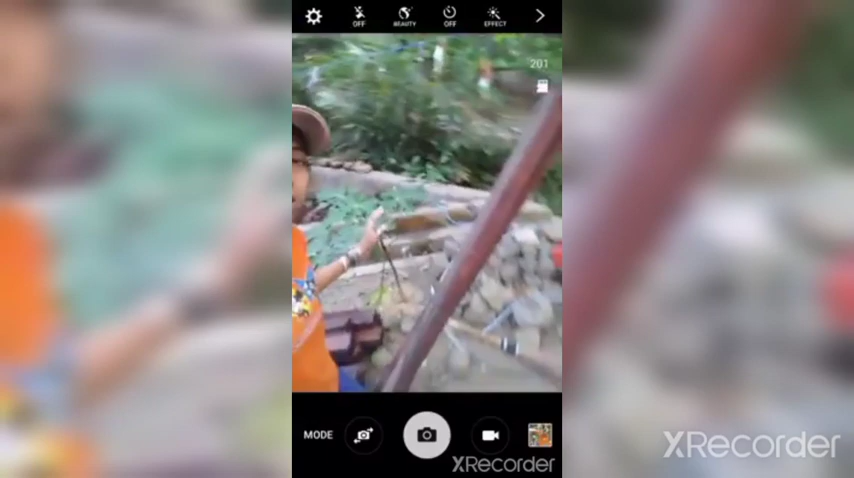 OFF
BEAUTY
OFF
EFFECT
201
MODE
XRecorder
XRecorder